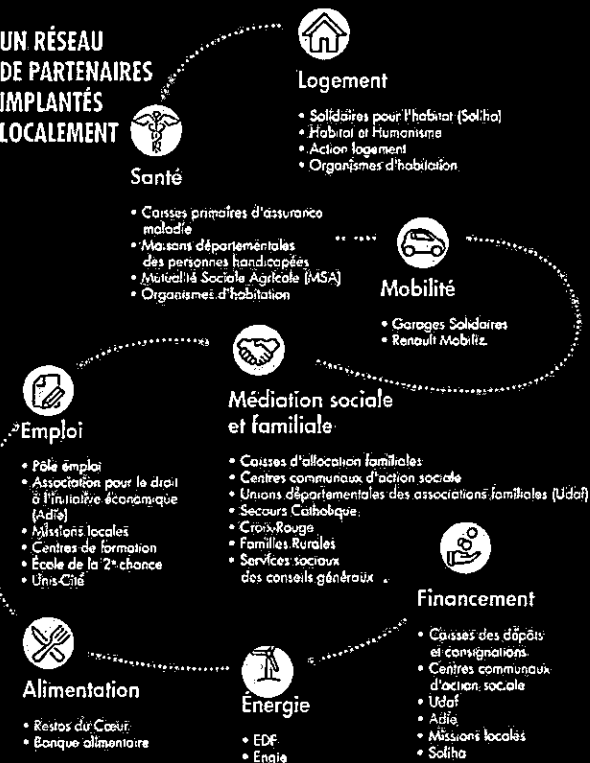 UN RÉSEAU
DE PARTENAIRES
IMPLANTÉS
LOCALEMENT
Logement
• Solidaires pour l'habitat (Soliha)
• Habitat et Humanisme
• Action logement
• Organismes d'habitation
Santé
• Caisses primaires d'assurance
maladie
• Maisons départementales
des personnes handicapées
• Mutualité Sociale Agricole (MSA)
• Organismes d'habitation
Mobilité
• Garages Solidaires
• Renault Mobiliz
Médiation sociale
et familiale
• Caisses d'allocation familiales
• Centres communaux d'action sociale
• Unions départementales des associations familiales (Udaf)
• Secours Catholique
• Croix-Rouge
• Familles Rurales
• Services sociaux
des conseils généraux
Emploi
• Pôle emploi
• Association pour le droit
à l'initiative économique
(Adie)
• Missions locales
• Centres de formation
• École de la 2e chance
• Unis-Cité
Financement
• Caisses des dépôts
et consignations
• Centres communaux
d'action sociale
• Udaf
• Adie
• Missions locales
• Soliha
Alimentation
• Restos du Cœur
• Banque alimentaire
Énergie
• EDF
• Engie